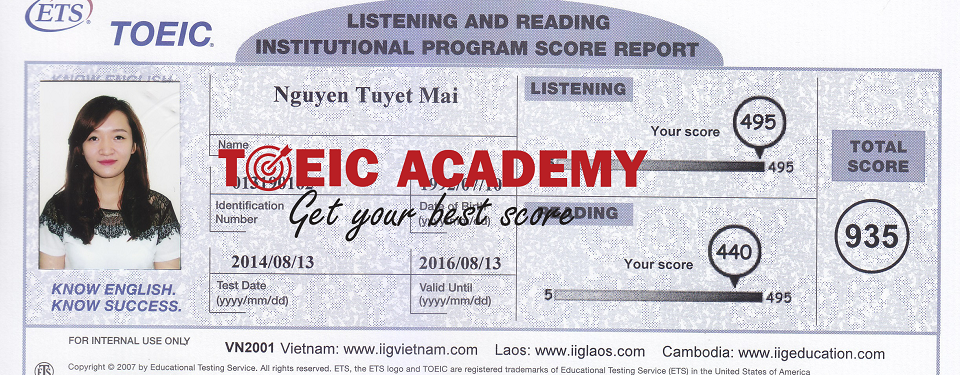 ETS®
TOEIC®
LISTENING AND READING
INSTITUTIONAL PROGRAM SCORE REPORT
KNOW ENGLISH
KNOW ENGLISH.
KNOW SUCCESS.
Nguyen Tuyet Mai
Name
TOEIC ACADEMY
Get your best score
Identification
Number
Date of Birth
(yyyy/mm/dd)
2014/08/13
Test Date
(yyyy/mm/dd)
2016/08/13
Valid Until
(yyyy/mm/dd)
LISTENING
Your score
495
495
READING
Your score
440
5
495
TOTAL
SCORE
935
FOR INTERNAL USE ONLY
VN2001 Vietnam: www.iigvietnam.com Laos: www.iiglaos.com Cambodia: www.iigeducation.com
Copyright © 2007 by Educational Testing Service. All rights reserved. ETS, the ETS logo and TOEIC are registered trademarks of Educational Testing Service (ETS) in the United States of America